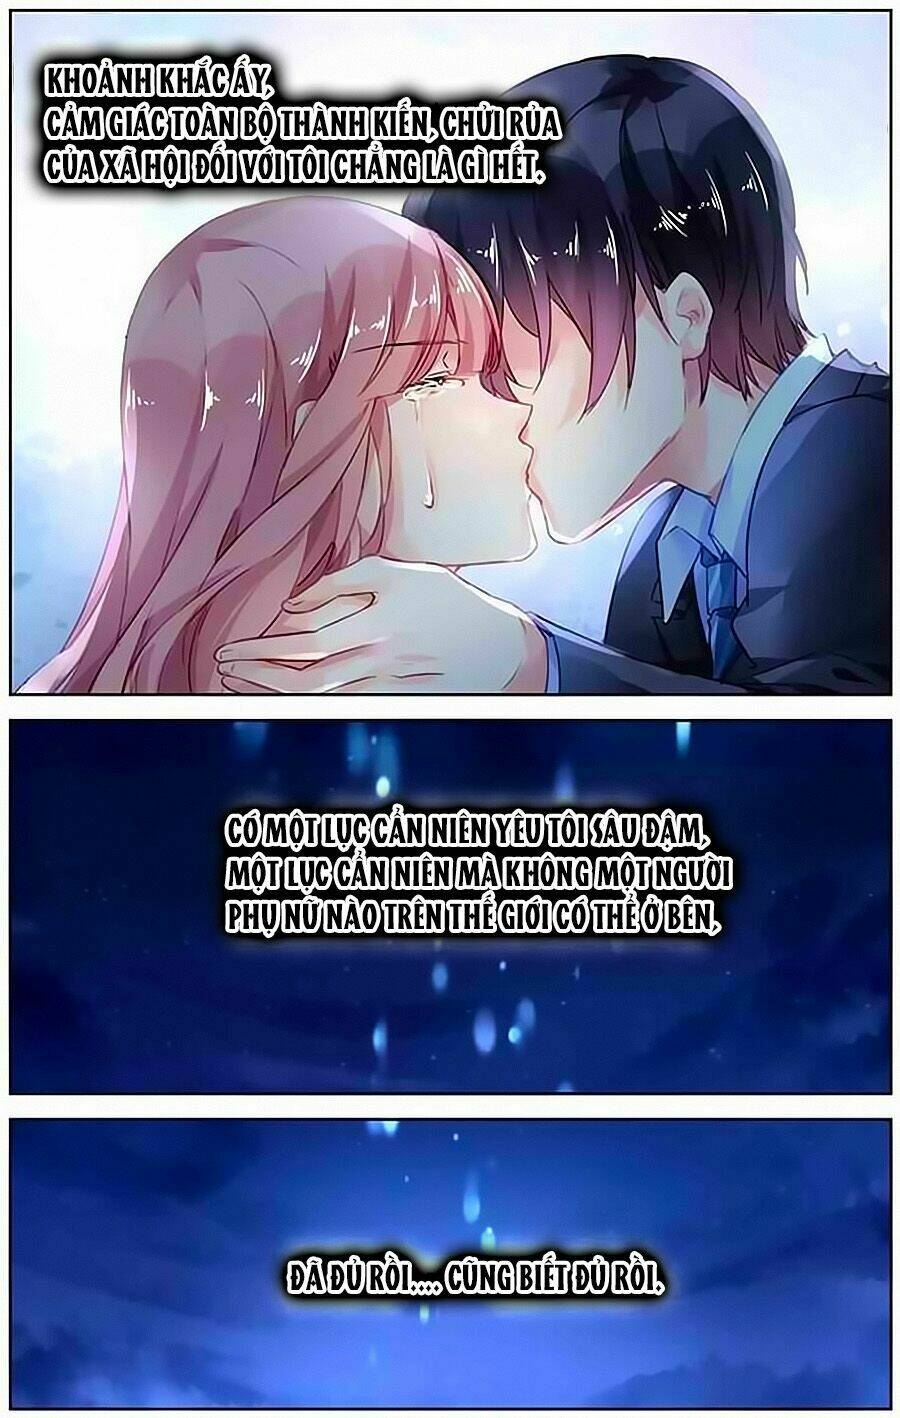 KHOẢNH KHẮC ẤY,
CẢM GIÁC TOÀN BỘ THÀNH KIẾN, CHỬI RỦA
CỦA XÃ HỘI ĐỐI VỚI TÔI CHẲNG LÀ GÌ HẾT.
CÓ MỘT LỤC CẨN NIÊN YÊU TÔI SÂU ĐẬM,
MỘT LỤC CẨN NIÊN MÀ KHÔNG MỘT NGƯỜI
PHỤ NỮ NÀO TRÊN THẾ GIỚI CÓ THỂ Ở BÊN,
ĐÃ ĐỦ RỒI.... CŨNG BIẾT ĐỦ RỒI.